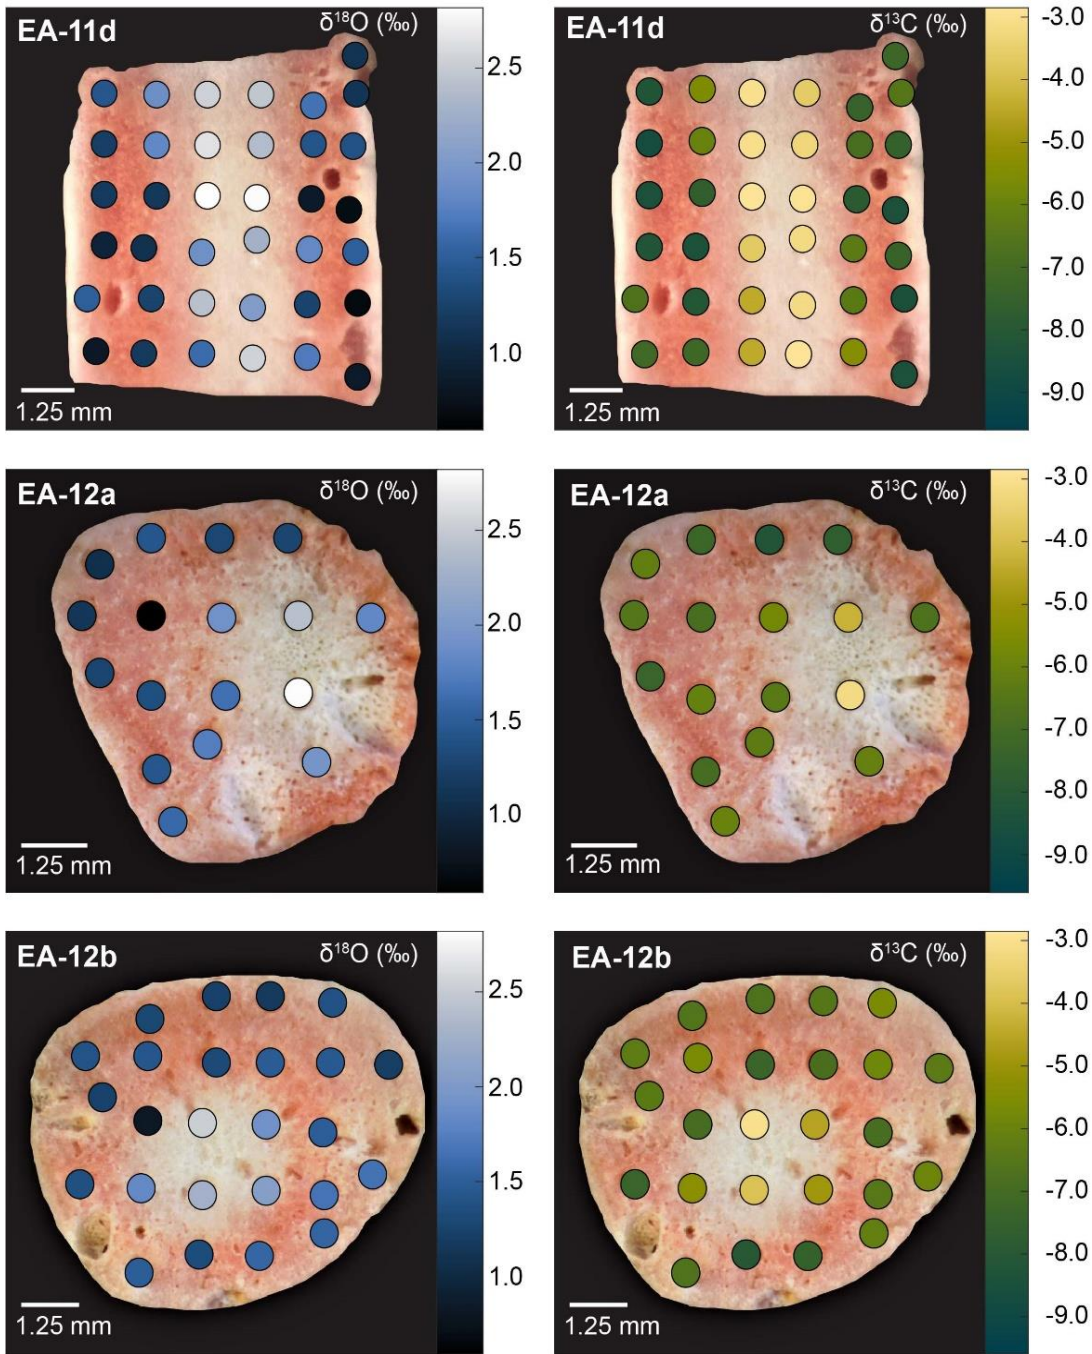 EA-11d δ¹⁸O (‰)
2.5
2.0
1.5
1.0
1.25 mm
EA-11d δ¹³C (‰)
-3.0
-4.0
-5.0
-6.0
-7.0
-8.0
-9.0
1.25 mm
EA-12a δ¹⁸O (‰)
2.5
2.0
1.5
1.0
1.25 mm
EA-12a δ¹³C (‰)
-3.0
-4.0
-5.0
-6.0
-7.0
-8.0
-9.0
1.25 mm
EA-12b δ¹⁸O (‰)
2.5
2.0
1.5
1.0
1.25 mm
EA-12b δ¹³C (‰)
-3.0
-4.0
-5.0
-6.0
-7.0
-8.0
-9.0
1.25 mm